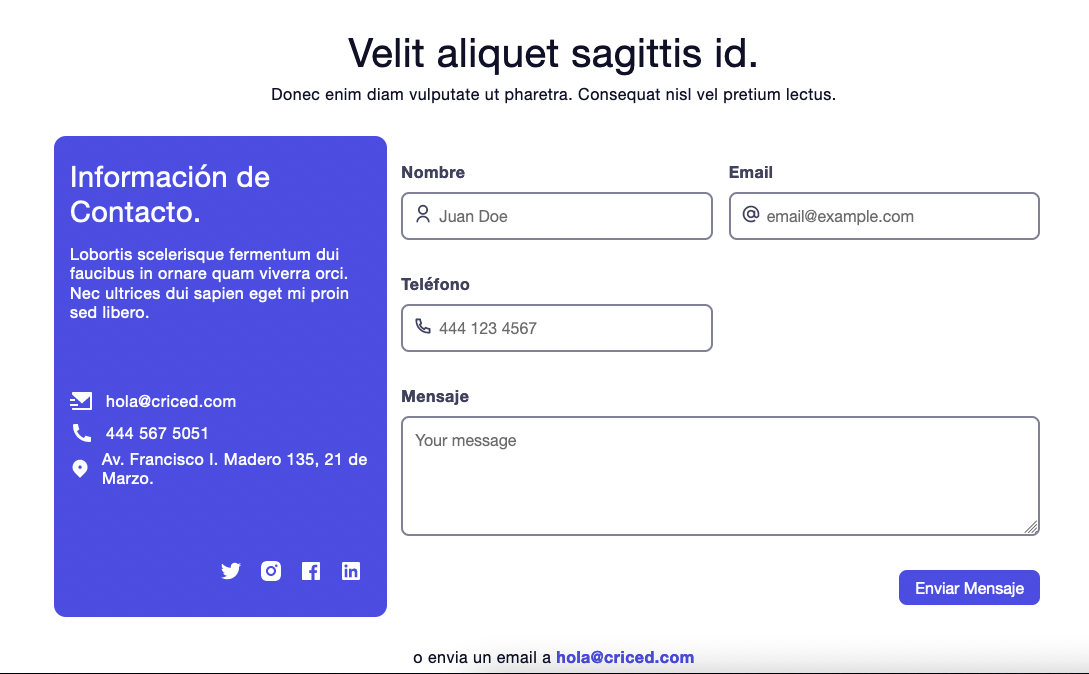 Velit aliquet sagittis id.
Donec enim diam vulputate ut pharetra. Consequat nisl vel pretium lectus.
Información de
Contacto.
Lobortis scelerisque fermentum dui
faucibus in ornare quam viverra orci.
Nec ultrices dui sapien eget mi proin
sed libero.
hola@criced.com
444 567 5051
Av. Francisco I. Madero 135, 21 de
Marzo.
Nombre
Juan Doe
Email
email@example.com
Teléfono
444 123 4567
Mensaje
Your message
Enviar Mensaje
o envia un email a hola@criced.com